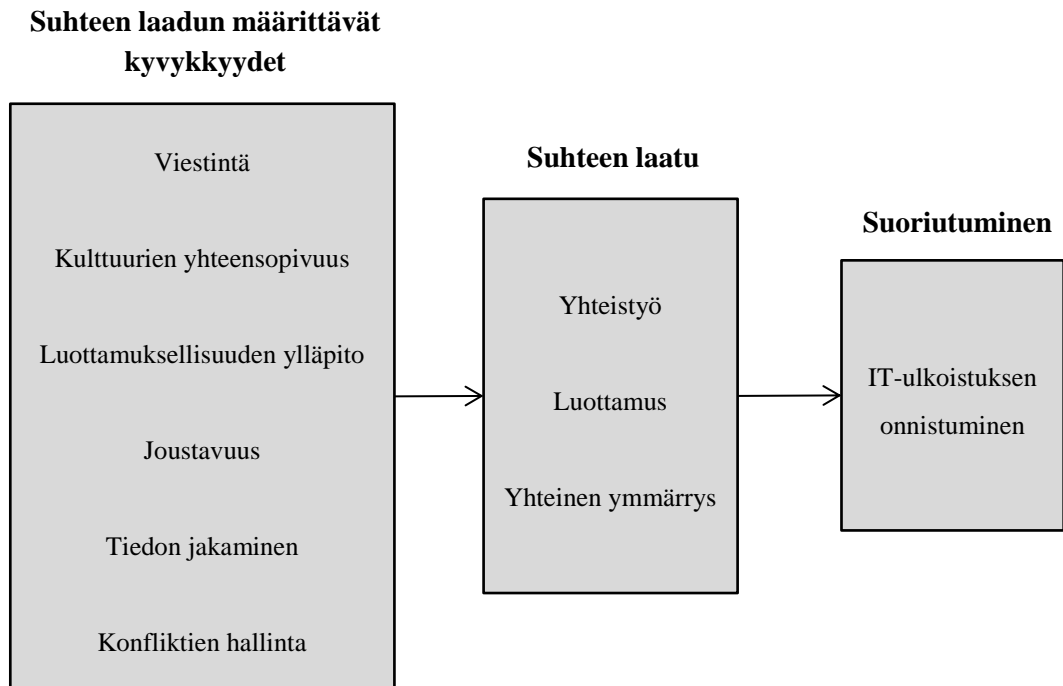 Suhteen laadun määrittävät
kyvykkyydet
Viestintä
Kulttuurien yhteensopivuus
Luottamuksellisuuden ylläpito
Joustavuus
Tiedon jakaminen
Konfliktien hallinta
Suhteen laatu
Yhteistyö
Luottamus
Yhteinen ymmärrys
Suoriutuminen
IT-ulkoistuksen
onnistuminen